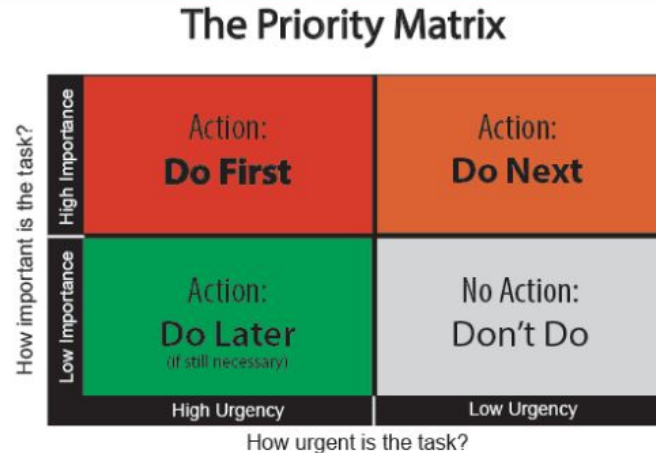 The Priority Matrix
How important is the task?
High Importance
Action:
Do First
Action:
Do Next
Low Importance
Action:
Do Later
(if still necessary)
No Action:
Don't Do
High Urgency
Low Urgency
How urgent is the task?